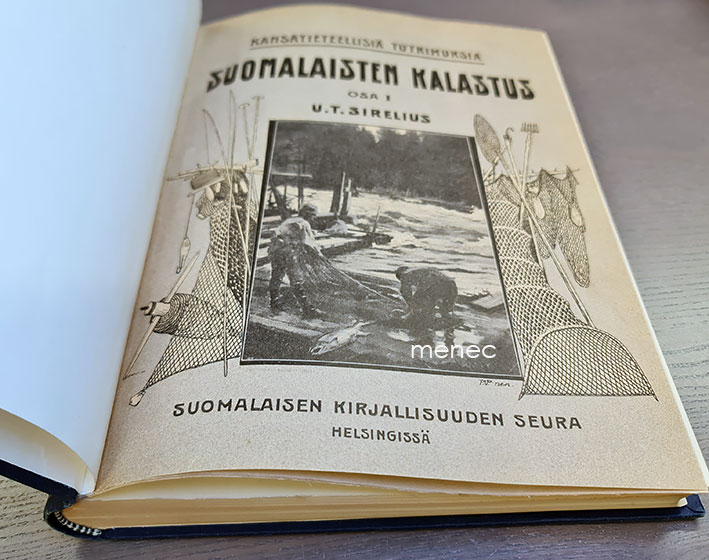 KANSATIETEELLISIÄ TUTKIMUKSIA
SUOMALAISTEN KALASTUS
OSA I
U.T. SIRELIUS
menec
SUOMALAISEN KIRJALLISUUDEN SEURA
HELSINGISSÄ